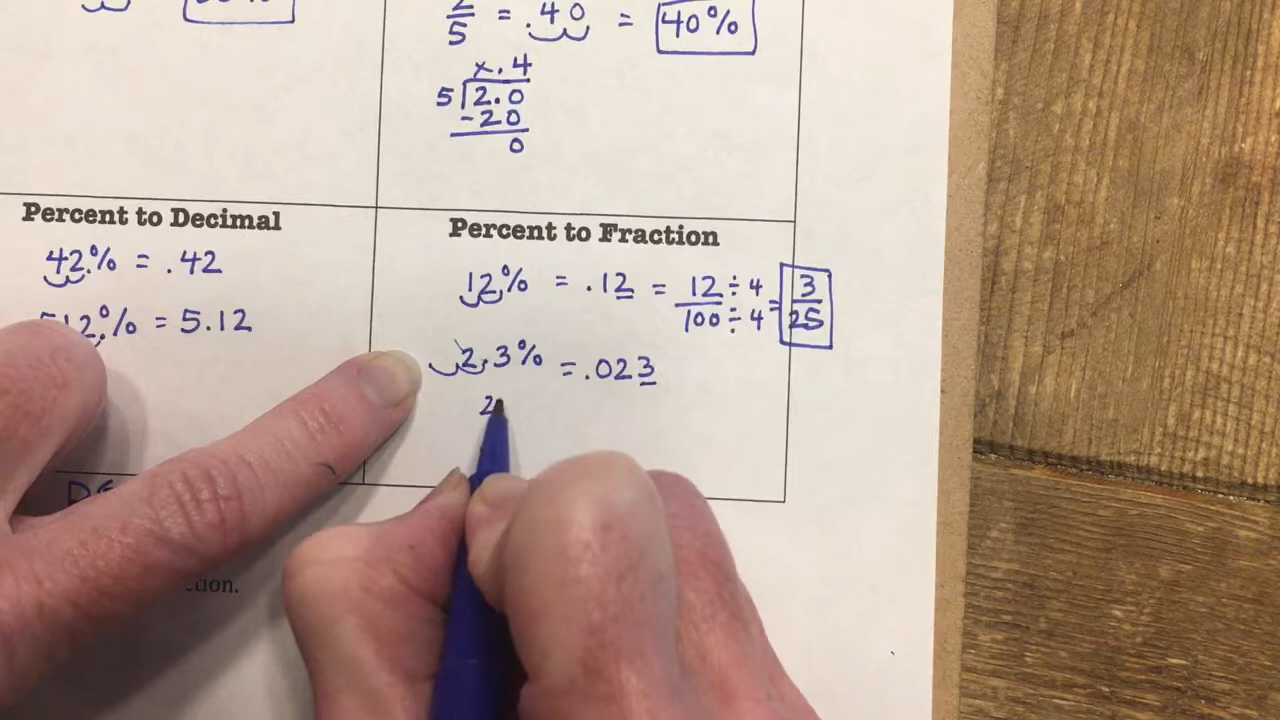 2/5 = .40 = 40%
x.4
5 2.0
-20
0
Percent to Decimal
42.% = .42
512.% = 5.12
Percent to Fraction
12.% = .12 = 12 ÷ 4 / 100 ÷ 4 = 3/25
2.3% = .023
2